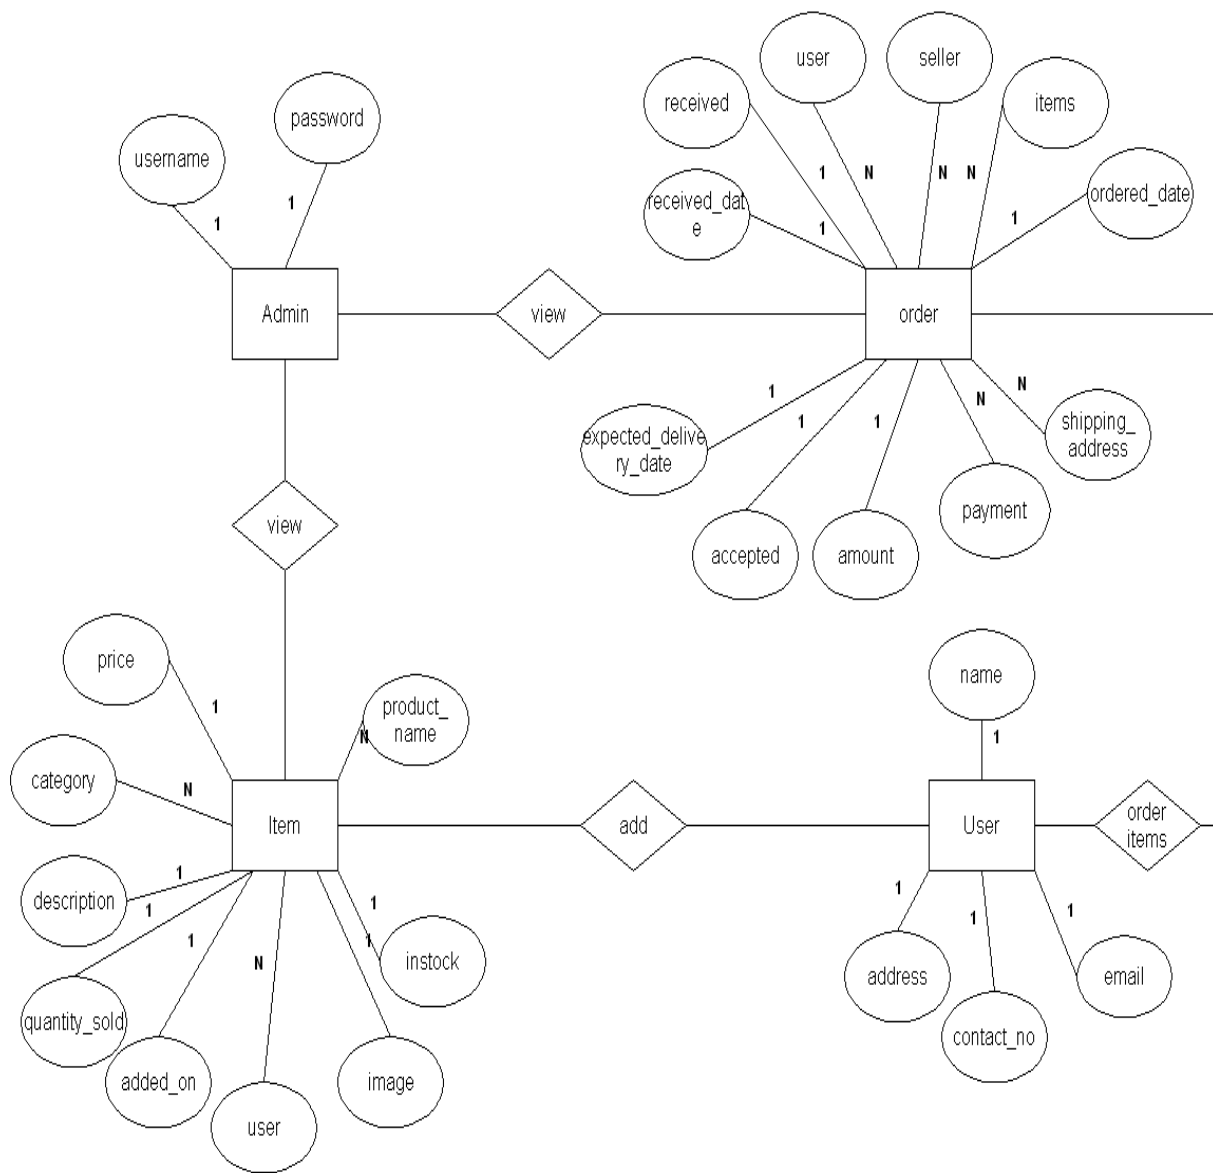 user
seller
received
items
password
username
1
N
N
N
received_dat
e
ordered_date
1
1
1
1
Admin
view
order
1
1
1
N
N
expected_delive
ry_date
shipping_
address
payment
accepted
amount
view
price
name
product_
name
1
N
1
category
N
Item
add
User
order
items
description
1
1
1
N
1
1
1
1
1
instock
address
email
quantity_sold
contact_no
added_on
image
user